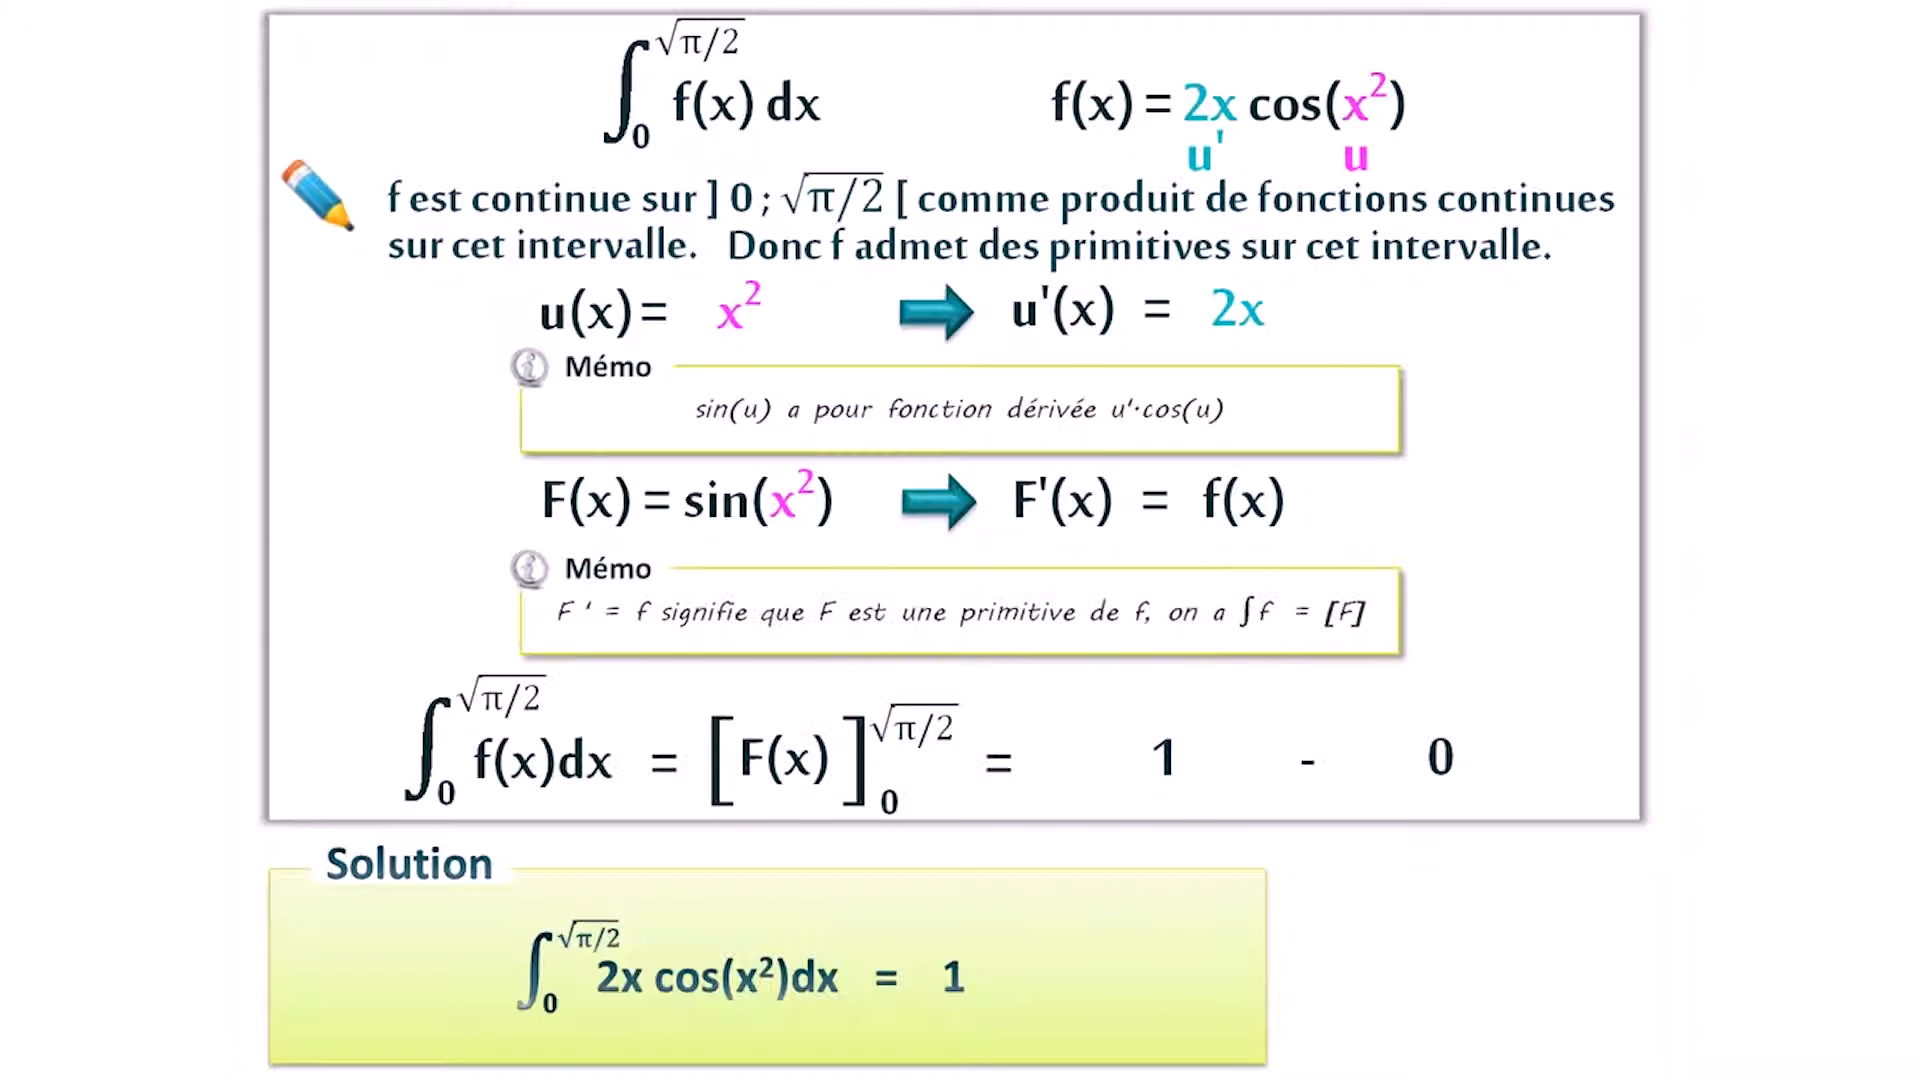 ∫₀^√π/2 f(x) dx f(x) = 2x cos(x²)
u' u
f est continue sur ] 0 ; √π/2 [ comme produit de fonctions continues
sur cet intervalle. Donc f admet des primitives sur cet intervalle.
u(x) = x² u'(x) = 2x
Mémo
sin(u) a pour fonction dérivée u'·cos(u)
F(x) = sin(x²) F'(x) = f(x)
Mémo
F ' = f signifie que F est une primitive de f, on a ∫f = [F]
∫₀^√π/2 f(x)dx = [F(x)]₀^√π/2 = 1 - 0
Solution
∫₀^√π/2 2x cos(x²)dx = 1